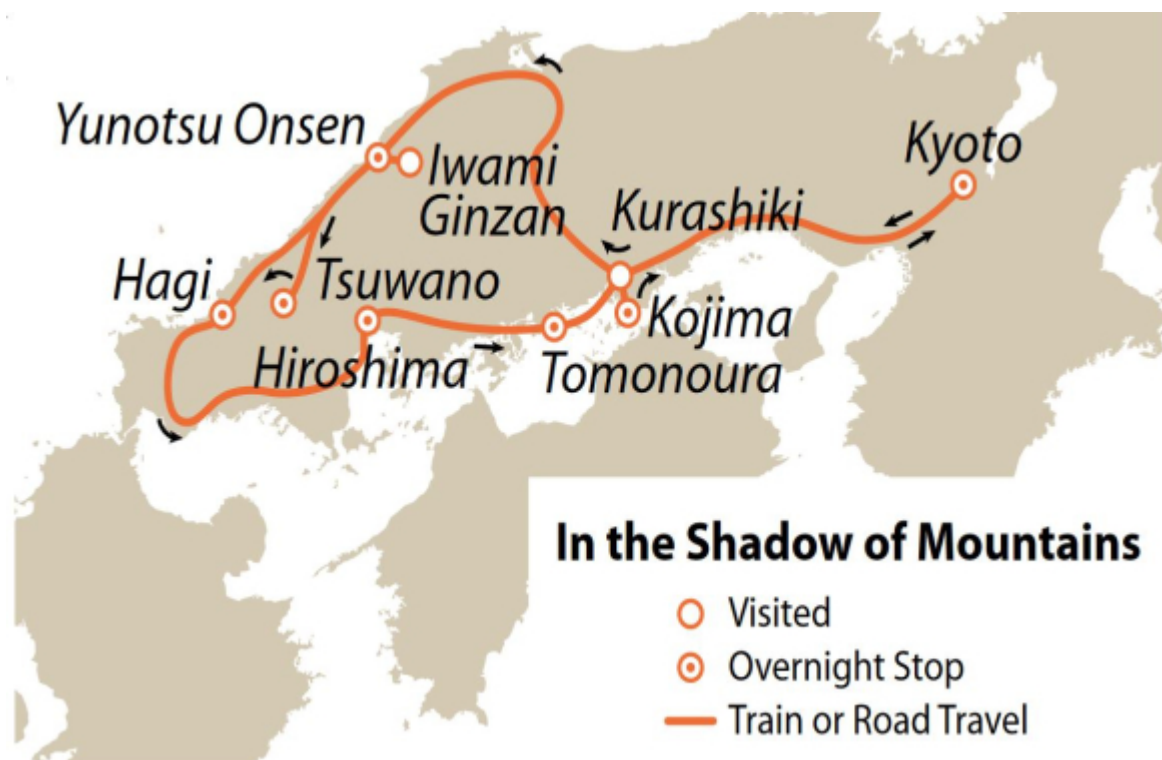 Yunotsu Onsen
Iwami
Ginzan
Kyoto
Kurashiki
Hagi
Tsuwano
Kojima
Hiroshima
Tomonoura
In the Shadow of Mountains
Visited
Overnight Stop
Train or Road Travel